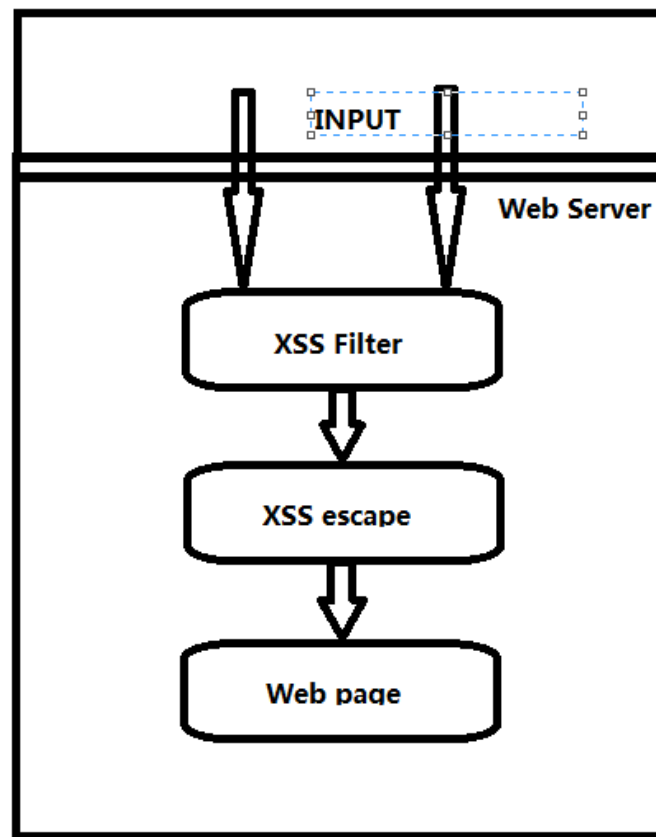 INPUT
Web Server
XSS Filter
XSS escape
Web page